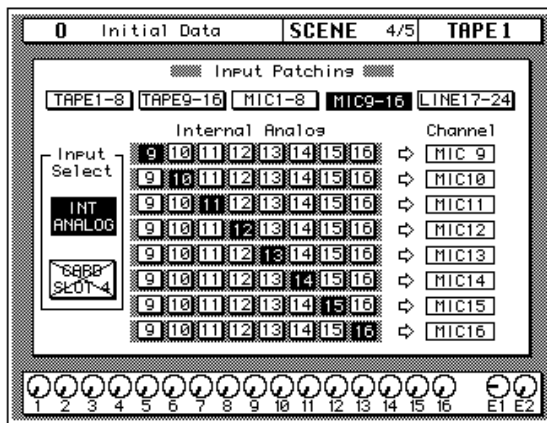 0 Initial Data SCENE 4/5 TAPE 1
Input Patching
TAPE1-8 TAPE9-16 MIC1-8 MIC9-16 LINE17-24
Internal Analog Channel
Input Select
INT ANALOG
CARD SLOT-4
9 10 11 12 13 14 15 16 ⇨ MIC 9
9 10 11 12 13 14 15 16 ⇨ MIC10
9 10 11 12 13 14 15 16 ⇨ MIC11
9 10 11 12 13 14 15 16 ⇨ MIC12
9 10 11 12 13 14 15 16 ⇨ MIC13
9 10 11 12 13 14 15 16 ⇨ MIC14
9 10 11 12 13 14 15 16 ⇨ MIC15
9 10 11 12 13 14 15 16 ⇨ MIC16
1 2 3 4 5 6 7 8 9 10 11 12 13 14 15 16 E1 E2